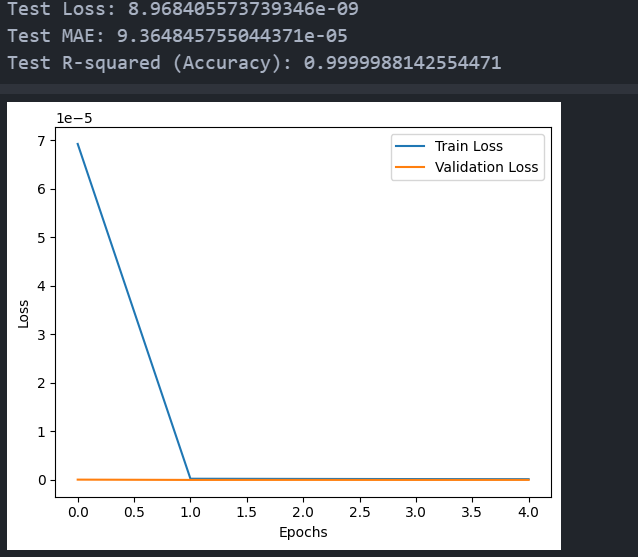 Test Loss: 8.968405573739346e-09
Test MAE: 9.364845755044371e-05
Test R-squared (Accuracy): 0.9999988142554471
1e−5
Train Loss
Validation Loss
7
6
5
4
3
2
1
0
Loss
0.0 0.5 1.0 1.5 2.0 2.5 3.0 3.5 4.0
Epochs